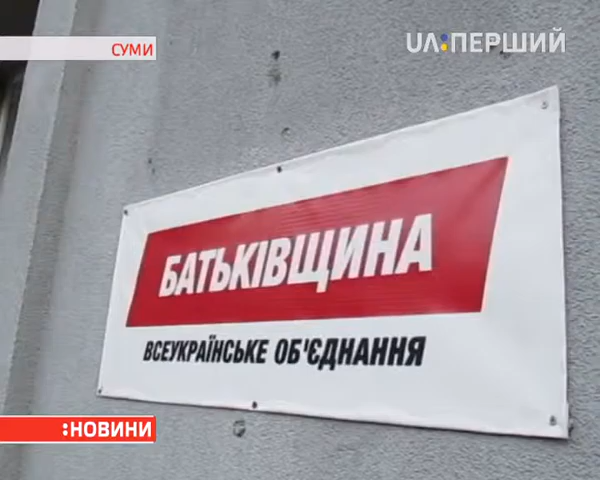 СУМИ
UA:ПЕРШИЙ
БАТЬКІВЩИНА
ВСЕУКРАЇНСЬКЕ ОБ'ЄДНАННЯ
:НОВИНИ